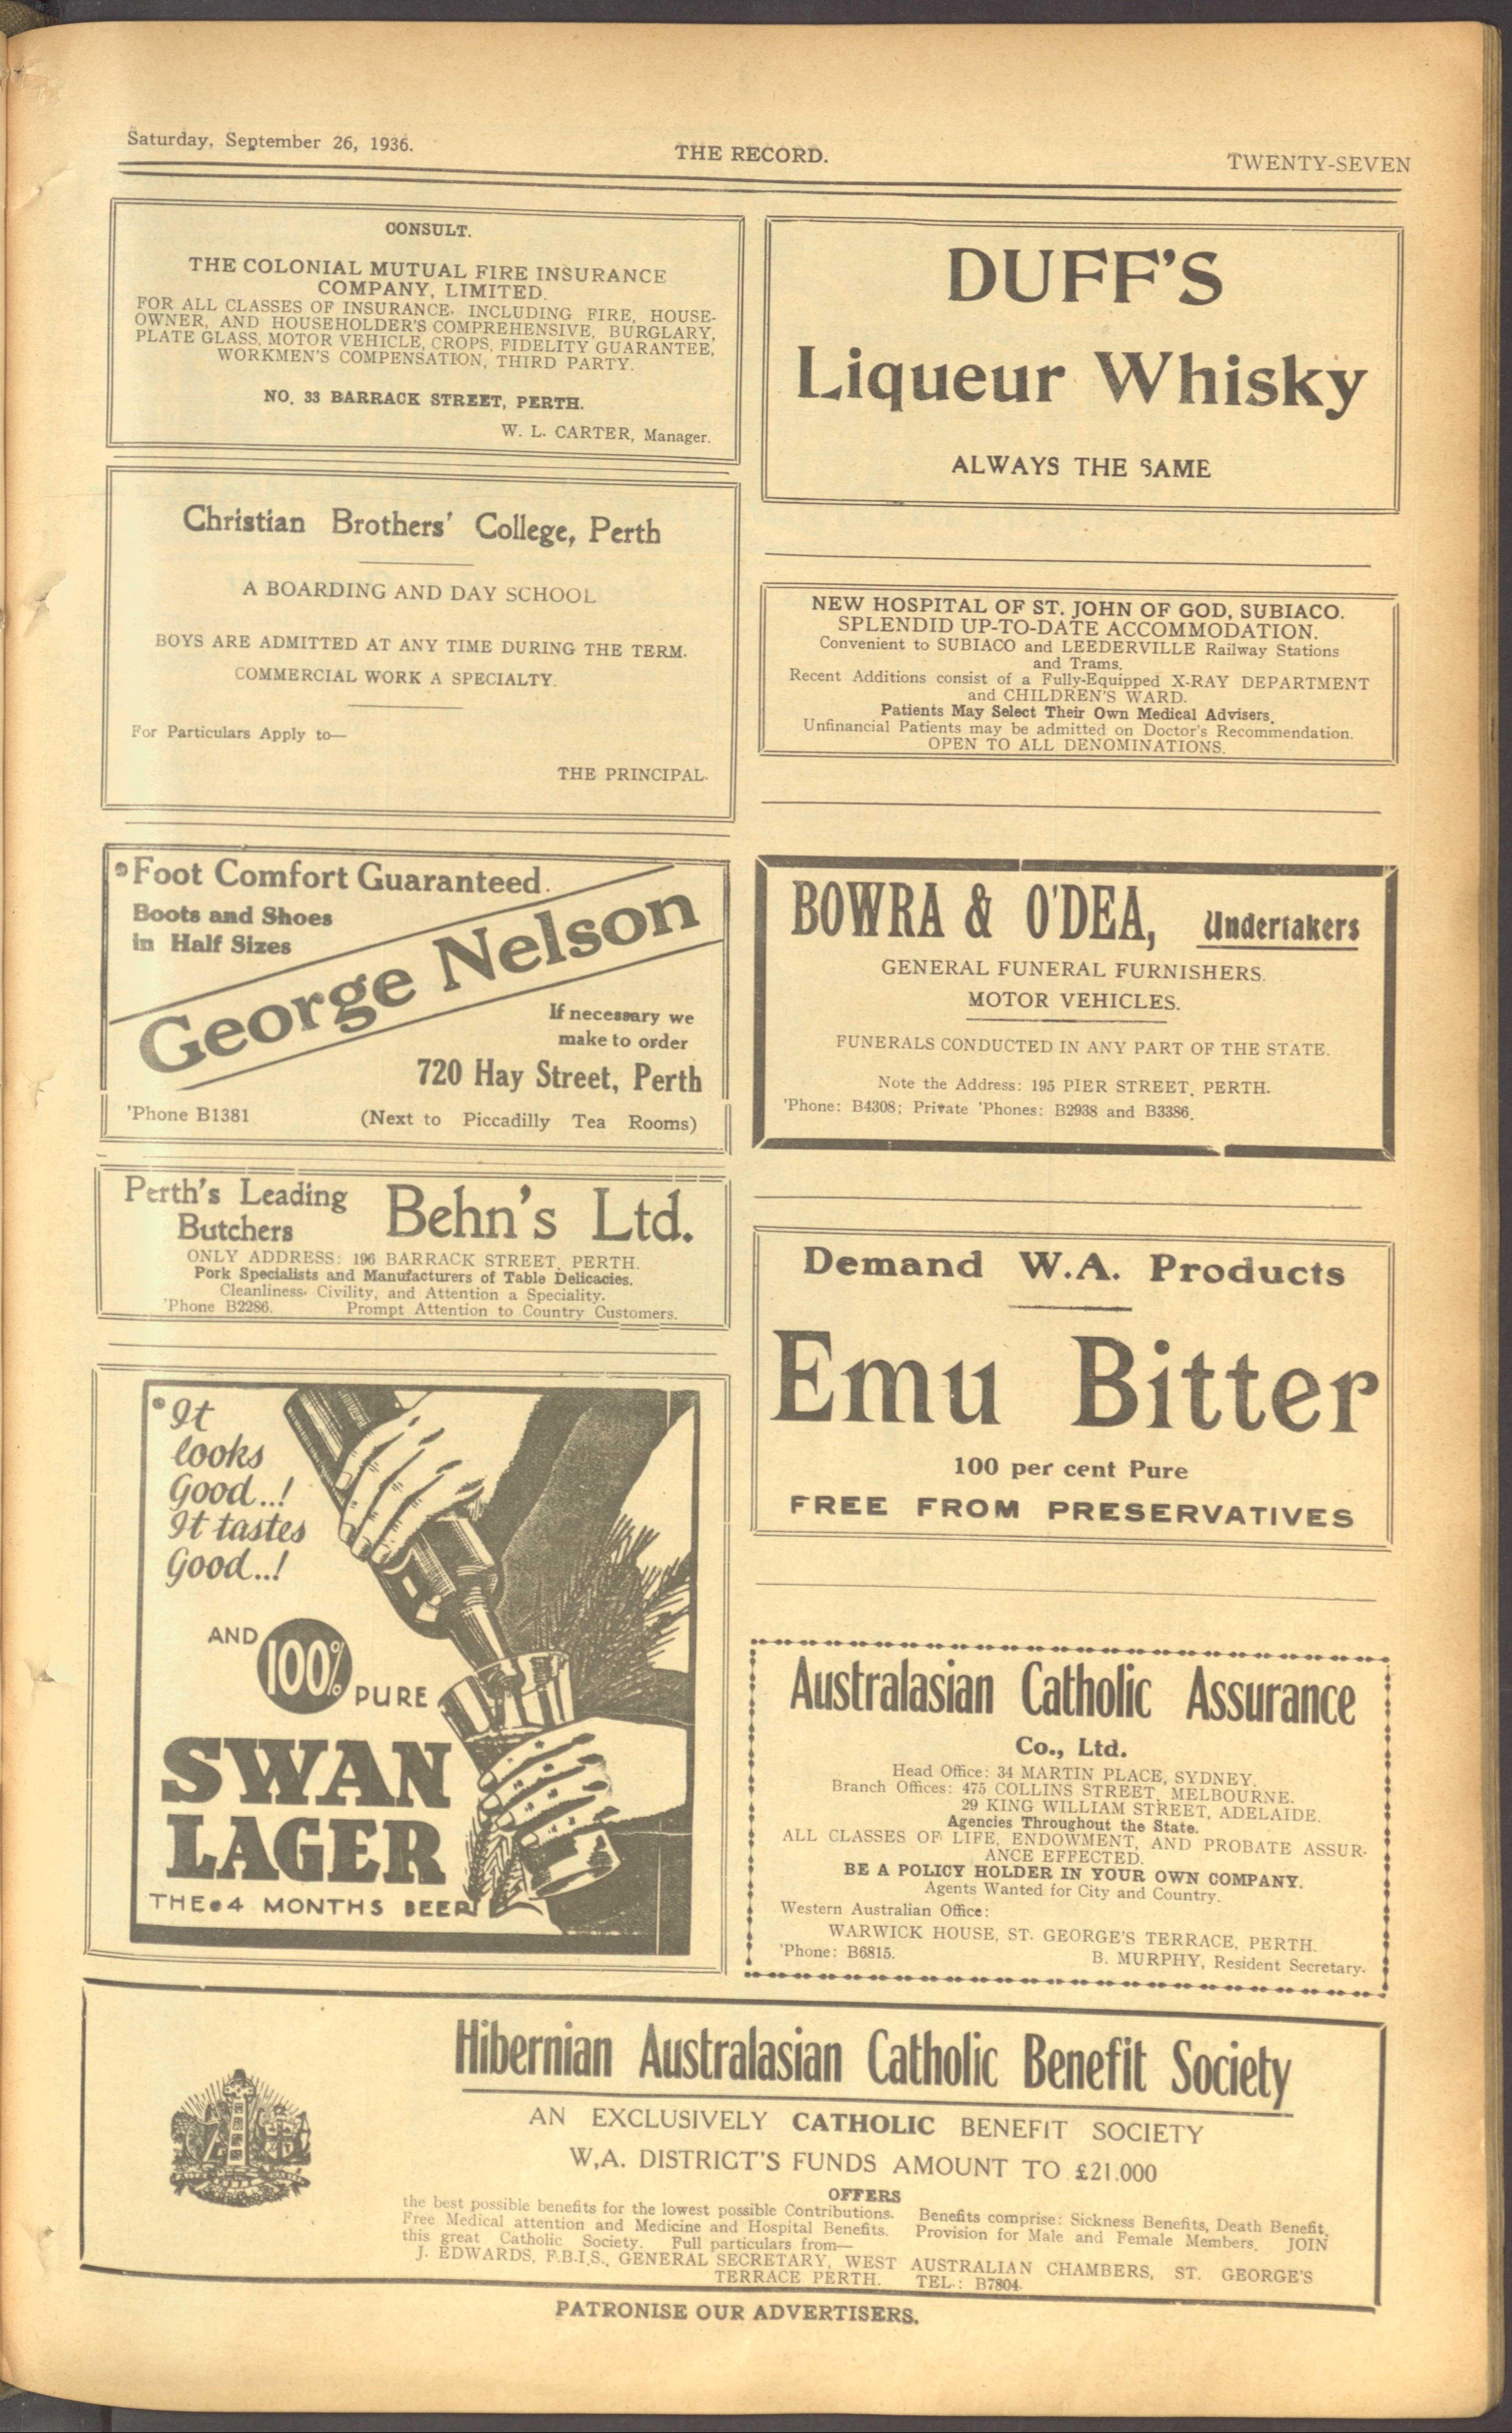 Saturday, September 26, 1936.
THE RECORD.
TWENTY-SEVEN
CONSULT.
THE COLONIAL MUTUAL FIRE INSURANCE
COMPANY, LIMITED.
FOR ALL CLASSES OF INSURANCE, INCLUDING FIRE, HOUSE-
OWNER, AND HOUSEHOLDER'S COMPREHENSIVE, BURGLARY,
PLATE GLASS, MOTOR VEHICLE, CROPS, FIDELITY GUARANTEE,
WORKMEN'S COMPENSATION, THIRD PARTY.
NO. 33 BARRACK STREET, PERTH.
W. L. CARTER, Manager.
Christian Brothers' College, Perth
A BOARDING AND DAY SCHOOL
BOYS ARE ADMITTED AT ANY TIME DURING THE TERM.
COMMERCIAL WORK A SPECIALTY.
For Particulars Apply to—
THE PRINCIPAL.
Foot Comfort Guaranteed.
Boots and Shoes
in Half Sizes
George Nelson
If necessary we
make to order
720 Hay Street, Perth
'Phone B1381 (Next to Piccadilly Tea Rooms)
Perth's Leading
Butchers
Behn's Ltd.
ONLY ADDRESS: 196 BARRACK STREET, PERTH.
Pork Specialists and Manufacturers of Table Delicacies.
Cleanliness, Civility, and Attention a Speciality.
'Phone B2286. Prompt Attention to Country Customers.
It
looks
Good..!
It tastes
Good..!
AND 100% PURE
SWAN
LAGER
THE 4 MONTHS BEER
DUFF'S
Liqueur Whisky
ALWAYS THE SAME
NEW HOSPITAL OF ST. JOHN OF GOD, SUBIACO.
SPLENDID UP-TO-DATE ACCOMMODATION.
Convenient to SUBIACO and LEEDERVILLE Railway Stations
and Trams.
Recent Additions consist of a Fully-Equipped X-RAY DEPARTMENT
and CHILDREN'S WARD.
Patients May Select Their Own Medical Advisers.
Unfinancial Patients may be admitted on Doctor's Recommendation.
OPEN TO ALL DENOMINATIONS.
BOWRA & O'DEA, Undertakers
GENERAL FUNERAL FURNISHERS.
MOTOR VEHICLES.
FUNERALS CONDUCTED IN ANY PART OF THE STATE.
Note the Address: 195 PIER STREET, PERTH.
'Phone: B4308; Private 'Phones: B2938 and B3386.
Demand W.A. Products
Emu Bitter
100 per cent Pure
FREE FROM PRESERVATIVES
Australasian Catholic Assurance
Co., Ltd.
Head Office: 34 MARTIN PLACE, SYDNEY.
Branch Offices: 475 COLLINS STREET, MELBOURNE.
29 KING WILLIAM STREET, ADELAIDE.
Agencies Throughout the State.
ALL CLASSES OF LIFE, ENDOWMENT, AND PROBATE ASSUR-
ANCE EFFECTED.
BE A POLICY HOLDER IN YOUR OWN COMPANY.
Agents Wanted for City and Country.
Western Australian Office:
WARWICK HOUSE, ST. GEORGE'S TERRACE, PERTH.
'Phone: B6815. B. MURPHY, Resident Secretary.
Hibernian Australasian Catholic Benefit Society
AN EXCLUSIVELY CATHOLIC BENEFIT SOCIETY
W.A. DISTRICT'S FUNDS AMOUNT TO £21.000
OFFERS
the best possible benefits for the lowest possible Contributions. Benefits comprise: Sickness Benefits, Death Benefit,
Free Medical attention and Medicine and Hospital Benefits. Provision for Male and Female Members. JOIN
this great Catholic Society. Full particulars from—
J. EDWARDS, F.B.I.S., GENERAL SECRETARY, WEST AUSTRALIAN CHAMBERS, ST. GEORGE'S
TERRACE PERTH. TEL.: B7804.
PATRONISE OUR ADVERTISERS.